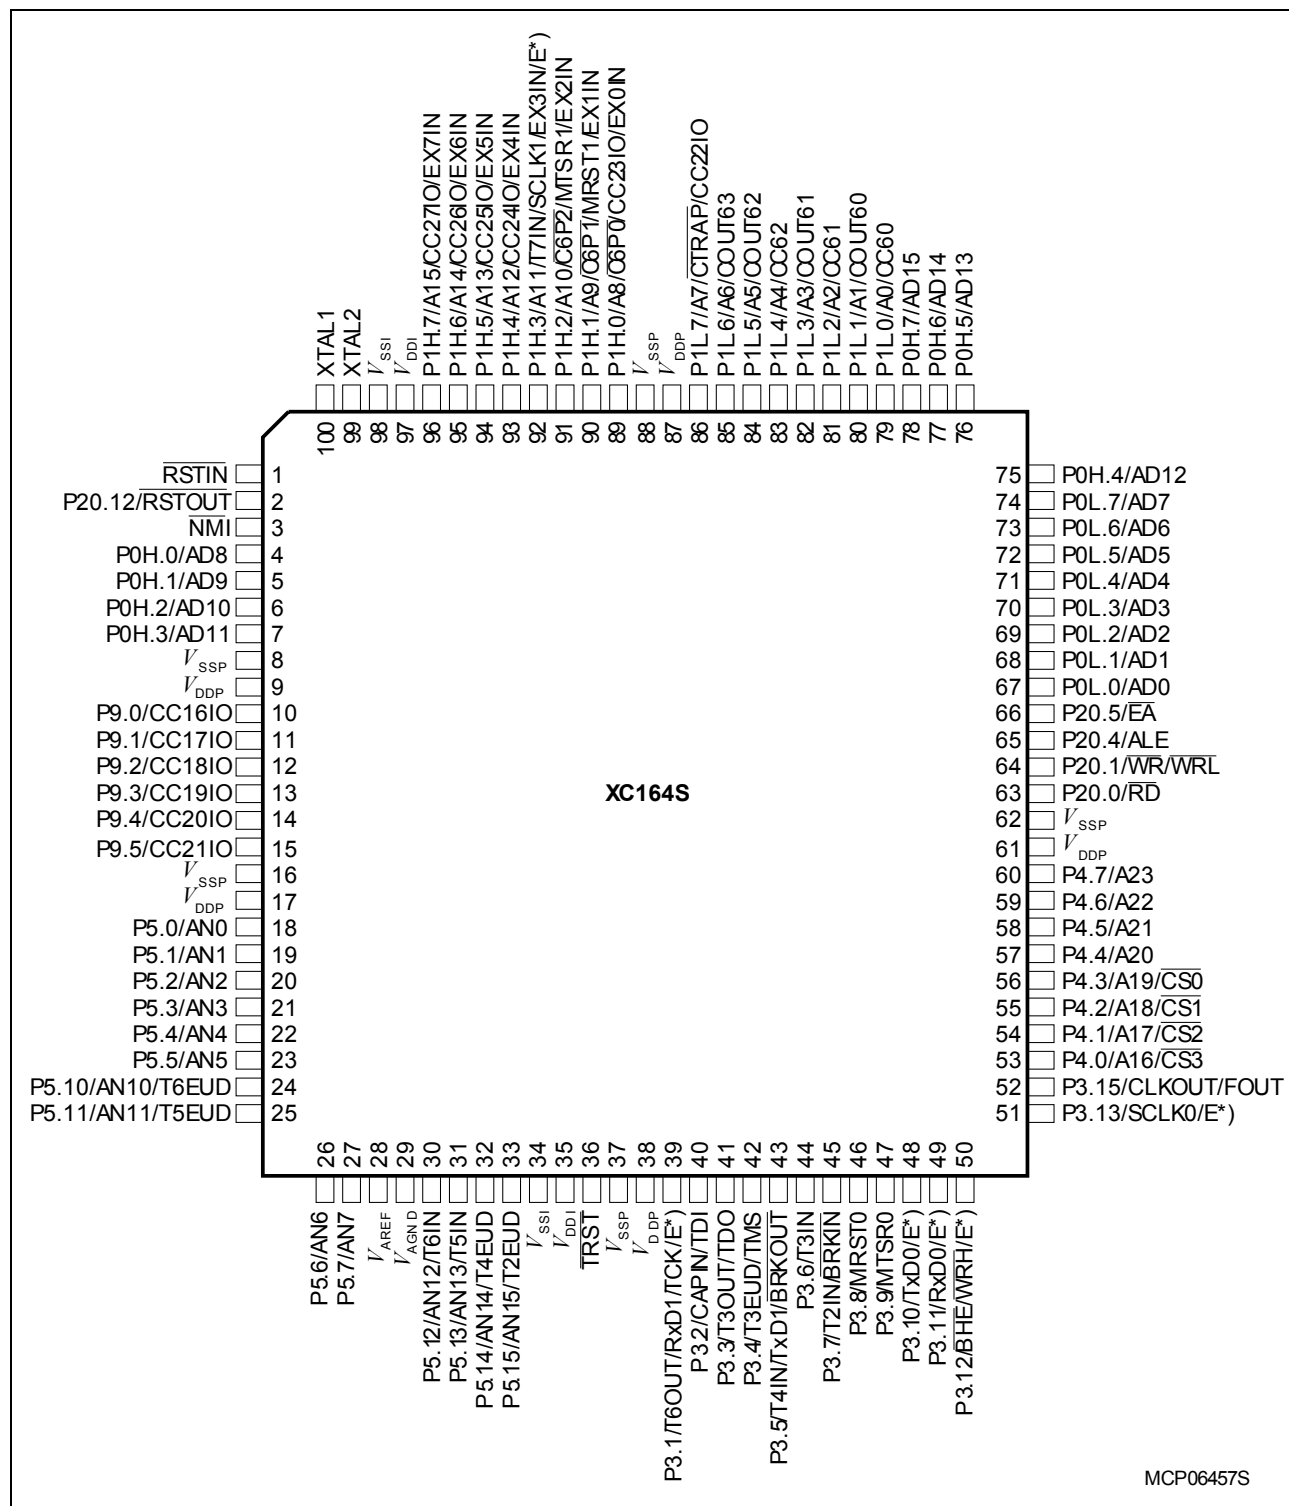 XTAL1
XTAL2
VSSI
VDDI
P1H.7/A15/CC27IO/EX7IN
P1H.6/A14/CC26IO/EX6IN
P1H.5/A13/CC25IO/EX5IN
P1H.4/A12/CC24IO/EX4IN
P1H.3/A11/T7IN/SCLK1/EX3IN/E*)
P1H.2/A10/C6P2/MTSR1/EX2IN
P1H.1/A9/C6P1/MRST1/EX1IN
P1H.0/A8/C6P0/CC23IO/EX0IN
VSSP
VDDP
P1L.7/A7/CTRAP/CC22IO
P1L.6/A6/COUT63
P1L.5/A5/COUT62
P1L.4/A4/CC62
P1L.3/A3/COUT61
P1L.2/A2/CC61
P1L.1/A1/COUT60
P1L.0/A0/CC60
P0H.7/AD15
P0H.6/AD14
P0H.5/AD13
100
99
98
97
96
95
94
93
92
91
90
89
88
87
86
85
84
83
82
81
80
79
78
77
76
RSTIN 1
P20.12/RSTOUT 2
NMI 3
P0H.0/AD8 4
P0H.1/AD9 5
P0H.2/AD10 6
P0H.3/AD11 7
VSSP 8
VDDP 9
P9.0/CC16IO 10
P9.1/CC17IO 11
P9.2/CC18IO 12
P9.3/CC19IO 13
P9.4/CC20IO 14
P9.5/CC21IO 15
VSSP 16
VDDP 17
P5.0/AN0 18
P5.1/AN1 19
P5.2/AN2 20
P5.3/AN3 21
P5.4/AN4 22
P5.5/AN5 23
P5.10/AN10/T6EUD 24
P5.11/AN11/T5EUD 25
XC164S
75 P0H.4/AD12
74 P0L.7/AD7
73 P0L.6/AD6
72 P0L.5/AD5
71 P0L.4/AD4
70 P0L.3/AD3
69 P0L.2/AD2
68 P0L.1/AD1
67 P0L.0/AD0
66 P20.5/EA
65 P20.4/ALE
64 P20.1/WR/WRL
63 P20.0/RD
62 VSSP
61 VDDP
60 P4.7/A23
59 P4.6/A22
58 P4.5/A21
57 P4.4/A20
56 P4.3/A19/CS0
55 P4.2/A18/CS1
54 P4.1/A17/CS2
53 P4.0/A16/CS3
52 P3.15/CLKOUT/FOUT
51 P3.13/SCLK0/E*)
26
27
28
29
30
31
32
33
34
35
36
37
38
39
40
41
42
43
44
45
46
47
48
49
50
P5.6/AN6
P5.7/AN7
VAREF
VAGND
P5.12/AN12/T6IN
P5.13/AN13/T5IN
P5.14/AN14/T4EUD
P5.15/AN15/T2EUD
VSSI
VDDI
TRST
VSSP
VDDP
P3.1/T6OUT/RxD1/TCK/E*)
P3.2/CAPIN/TDI
P3.3/T3OUT/TDO
P3.4/T3EUD/TMS
P3.5/T4IN/TxD1/BRKOUT
P3.6/T3IN
P3.7/T2IN/BRKIN
P3.8/MRST0
P3.9/MTSR0
P3.10/TxD0/E*)
P3.11/RxD0/E*)
P3.12/BHE/WRH/E*)
MCP06457S